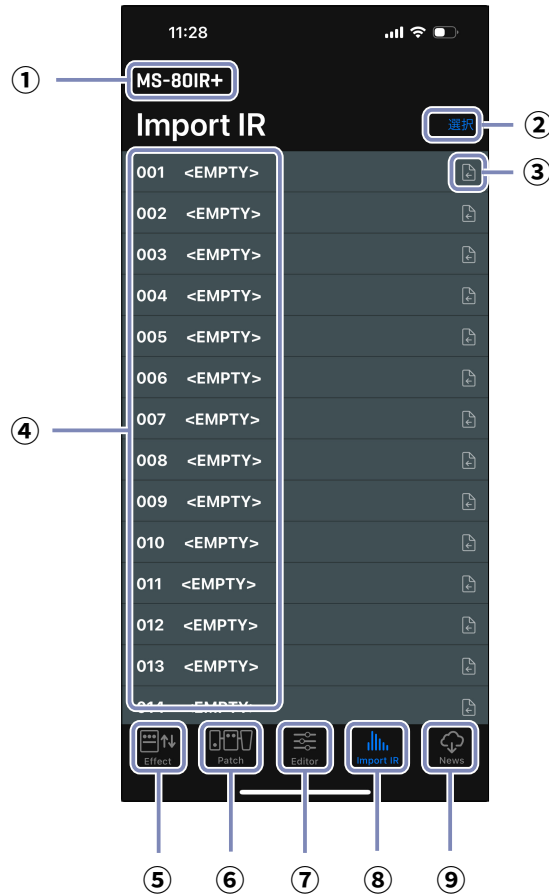 11:28
① MS-80IR+
Import IR 選択 ②
001 <EMPTY> ③
002 <EMPTY>
003 <EMPTY>
004 <EMPTY>
005 <EMPTY>
006 <EMPTY>
007 <EMPTY>
④
008 <EMPTY>
009 <EMPTY>
010 <EMPTY>
011 <EMPTY>
012 <EMPTY>
013 <EMPTY>
014 <EMPTY>
Effect Patch Editor Import IR News
⑤ ⑥ ⑦ ⑧ ⑨